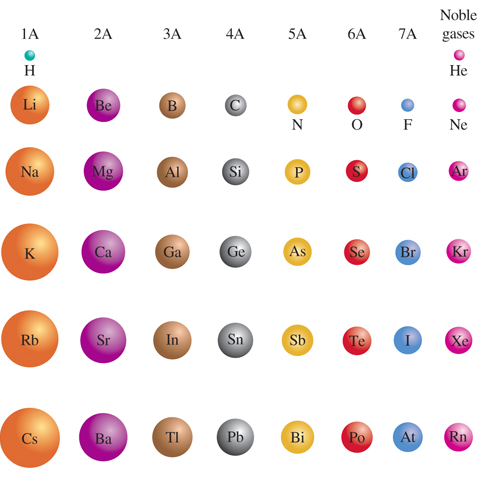 Noble
1A 2A 3A 4A 5A 6A 7A gases
H He
Li Be B C N O F Ne
Na Mg Al Si P S Cl Ar
K Ca Ga Ge As Se Br Kr
Rb Sr In Sn Sb Te I Xe
Cs Ba Tl Pb Bi Po At Rn